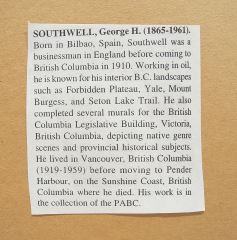 SOUTHWELL, George H. (1865-1961).
Born in Bilbao, Spain, Southwell was a
businessman in England before coming to
British Columbia in 1910. Working in oil,
he is known for his interior B.C. landscapes
such as Forbidden Plateau, Yale, Mount
Burgess, and Seton Lake Trail. He also
completed several murals for the British
Columbia Legislative Building, Victoria,
British Columbia, depicting native genre
scenes and provincial historical subjects.
He lived in Vancouver, British Columbia
(1919-1959) before moving to Pender
Harbour, on the Sunshine Coast, British
Columbia where he died. His work is in
the collection of the PABC.